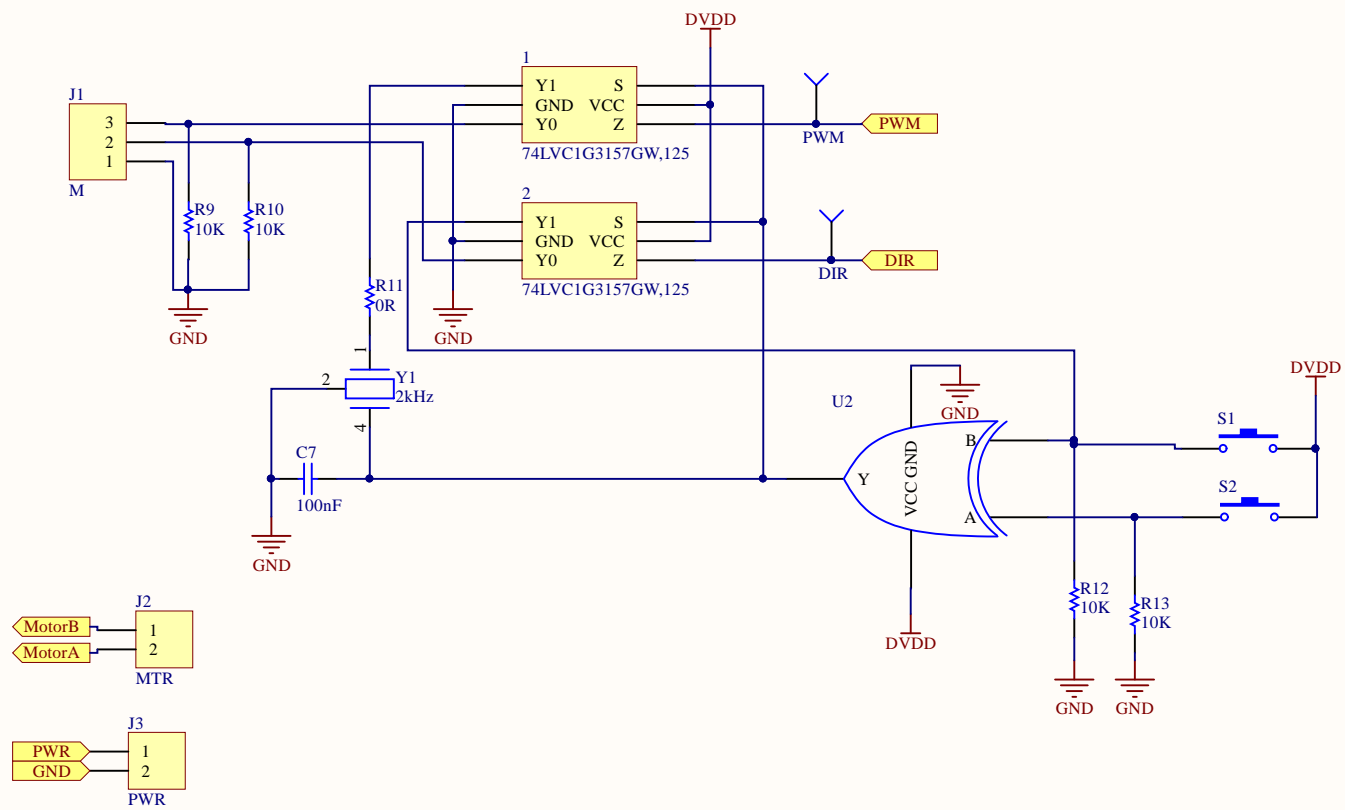 DVDD
1
Y1 S
GND VCC
Y0 Z
74LVC1G3157GW,125
PWM
PWM
J1
3
2
1
M
R9
10K
R10
10K
GND
2
Y1 S
GND VCC
Y0 Z
74LVC1G3157GW,125
DIR
DIR
GND
R11
0R
1
2
Y1
2kHz
4
C7
100nF
GND
U2
GND
VCC GND
Y
B
A
DVDD
S1
S2
DVDD
R12
10K
R13
10K
GND
GND
J2
MotorB
1
MotorA
2
MTR
J3
PWR
1
GND
2
PWR